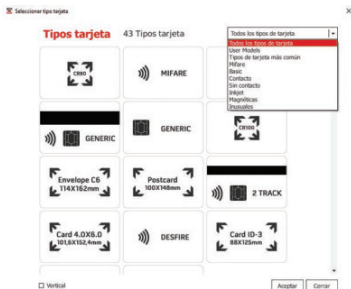 Seleccionar tipo tarjeta
Tipos tarjeta 43 Tipos tarjeta
Todos los tipos de tarjeta
Todos los tipos de tarjeta
User Models
Tipos de tarjeta más común
Mifare
Basic
Contacto
Sin contacto
Inkjet
Magnéticas
Inusuales
CR80
MIFARE
GENERIC
GENERIC
CR100
Envelope C6
114X162mm
Postcard
100X148mm
2 TRACK
Card 4.0X6.0
101,6X152,4mm
DESFIRE
Card ID-3
88X125mm
Vertical
Aceptar
Cerrar